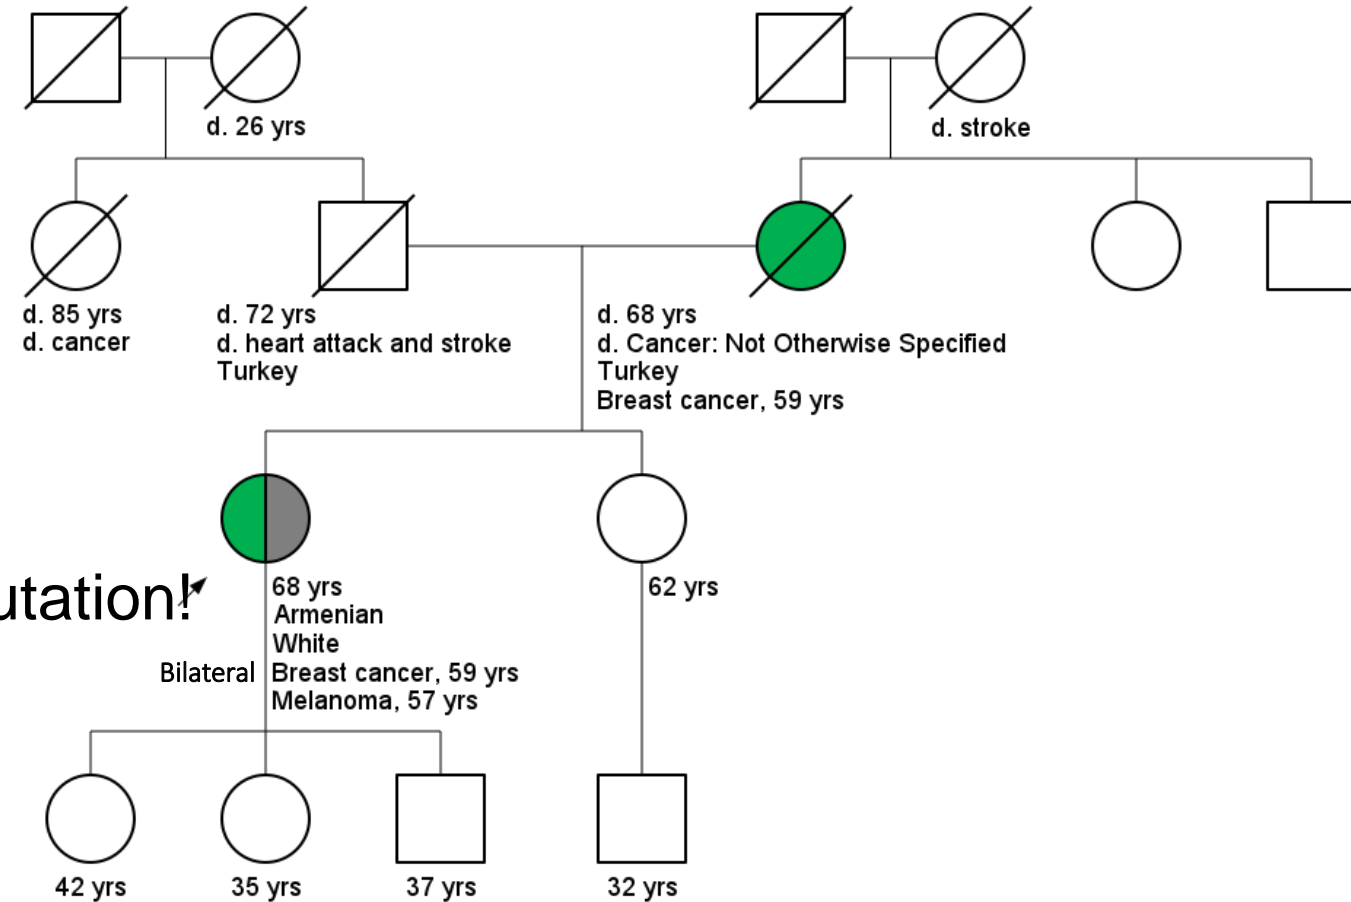 d. 26 yrs
d. stroke
d. 85 yrs
d. cancer
d. 72 yrs
d. heart attack and stroke
Turkey
d. 68 yrs
d. Cancer: Not Otherwise Specified
Turkey
Breast cancer, 59 yrs
utation!
68 yrs
Armenian
White
Bilateral Breast cancer, 59 yrs
Melanoma, 57 yrs
62 yrs
42 yrs
35 yrs
37 yrs
32 yrs